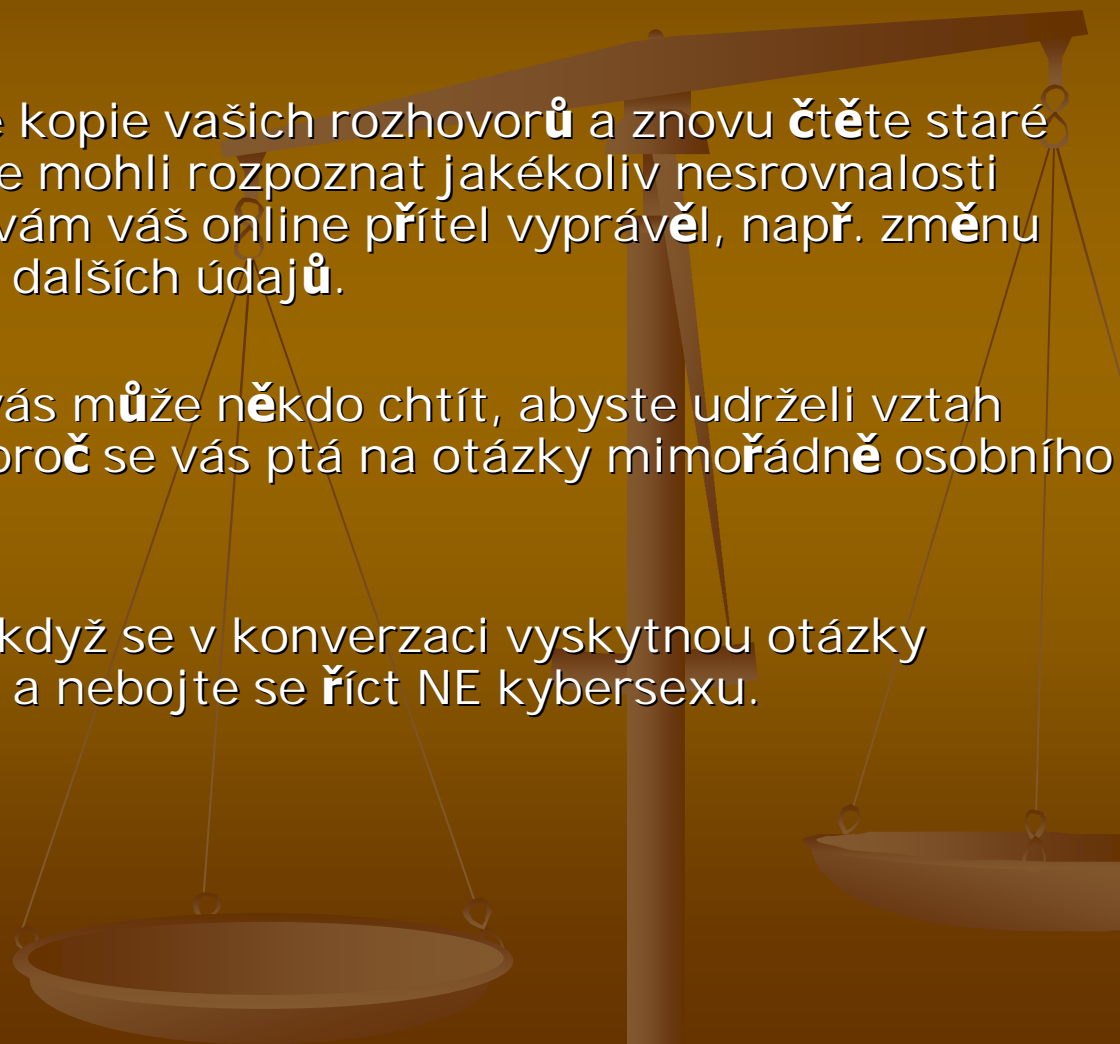 kopie vašich rozhovorů a znovu čtěte staré
mohli rozpoznat jakékoliv nesrovnalosti
vám váš online přítel vyprávěl, např. změnu
dalších údajů.
vás může někdo chtít, abyste udrželi vztah
proč se vás ptá na otázky mimořádně osobního
když se v konverzaci vyskytnou otázky
a nebojte se říct NE kybersexu.